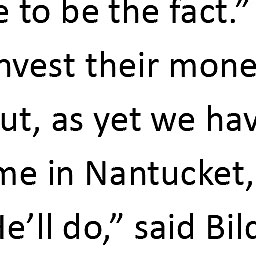 e to be the fact.”
nvest their mone
ut, as yet we hav
me in Nantucket,
He’ll do,” said Bild